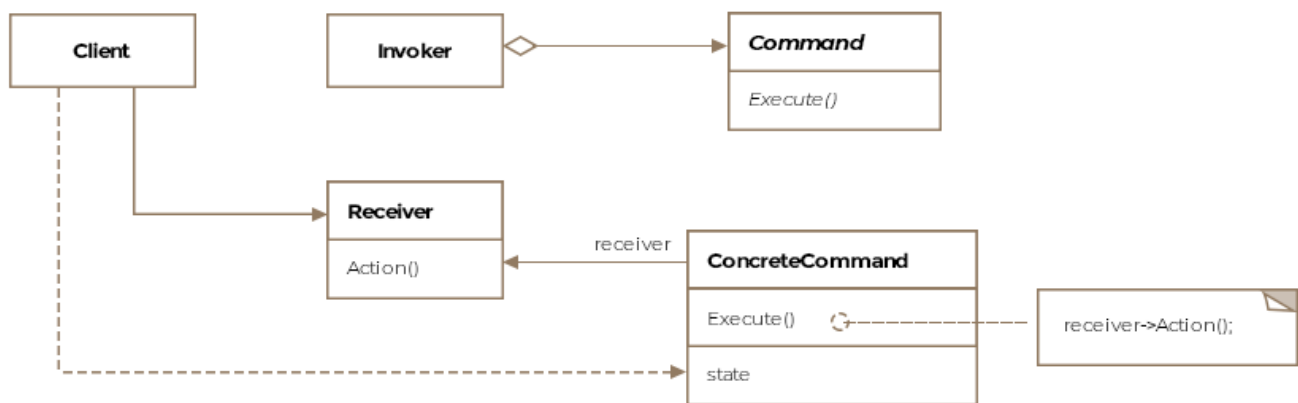 Client
Invoker
Command
Execute()
Receiver
Action()
receiver
ConcreteCommand
Execute()
receiver->Action();
state